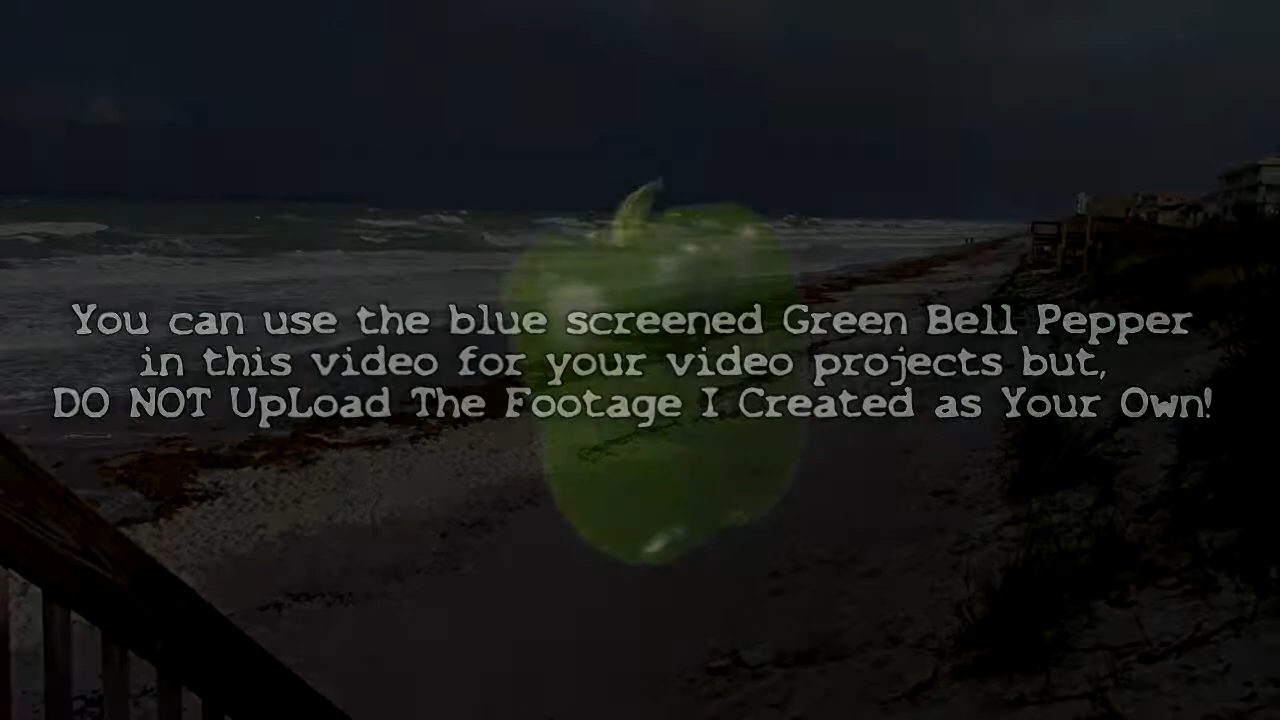 You can use the blue screened Green Bell Pepper
in this video for your video projects but,
DO NOT UpLoad The Footage I Created as Your Own!